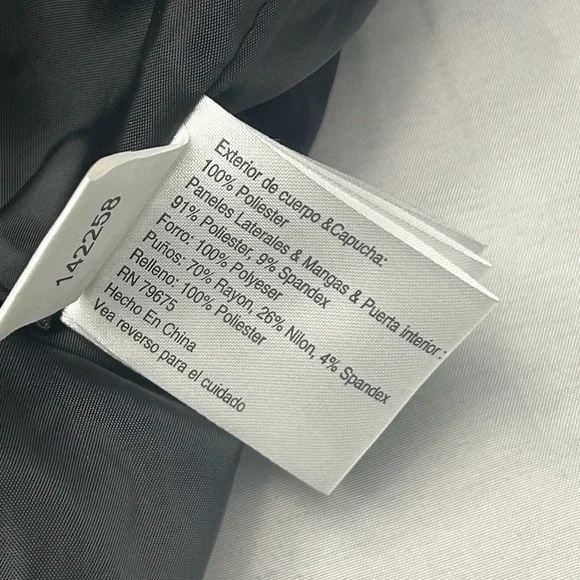 142258
Exterior de cuerpo &Capucha:
100% Poliester
Paneles Laterales & Mangas & Puerta interior:
91% Poliester, 9% Spandex
Forro: 100% Polyeser
Puños: 70% Rayon, 26% Nilon, 4% Spandex
Relleno: 100% Poliester
RN 79675
Hecho En China
Vea reverso para el cuidado